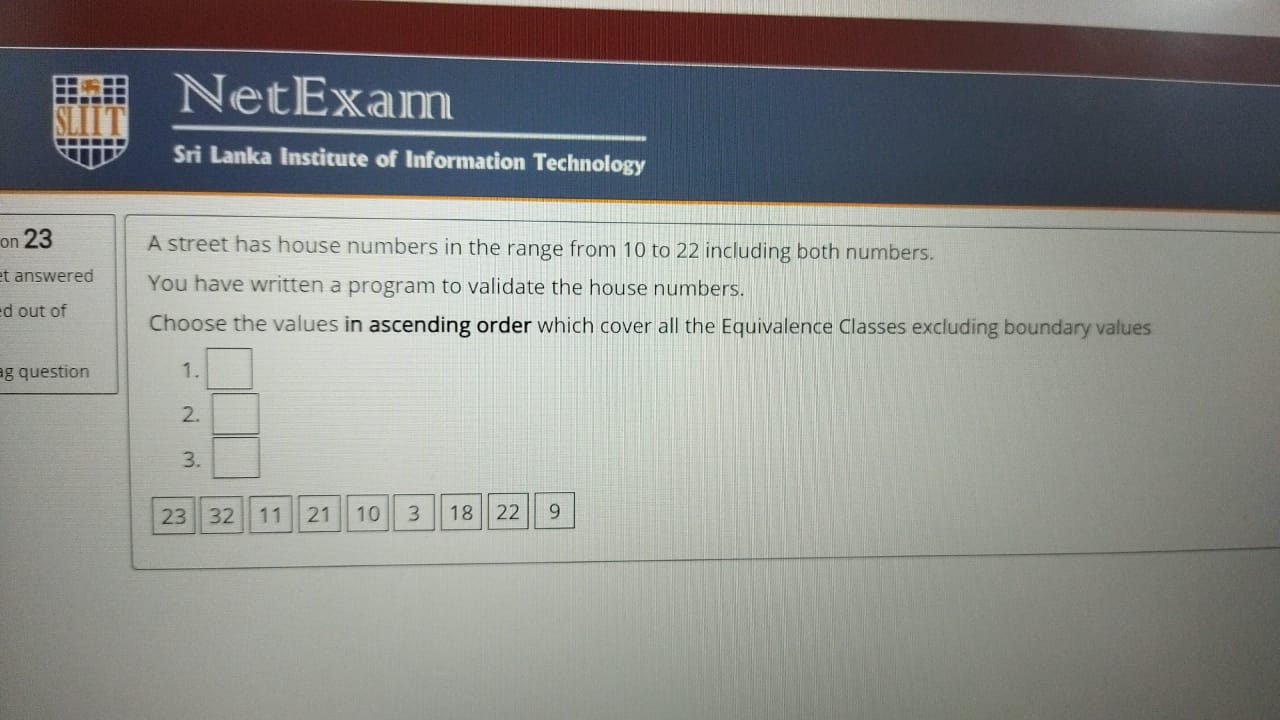 SLIIT
NetExam
Sri Lanka Institute of Information Technology
on 23
et answered
ed out of
ag question
A street has house numbers in the range from 10 to 22 including both numbers.
You have written a program to validate the house numbers.
Choose the values in ascending order which cover all the Equivalence Classes excluding boundary values
1.
2.
3.
23 32 11 21 10 3 18 22 9